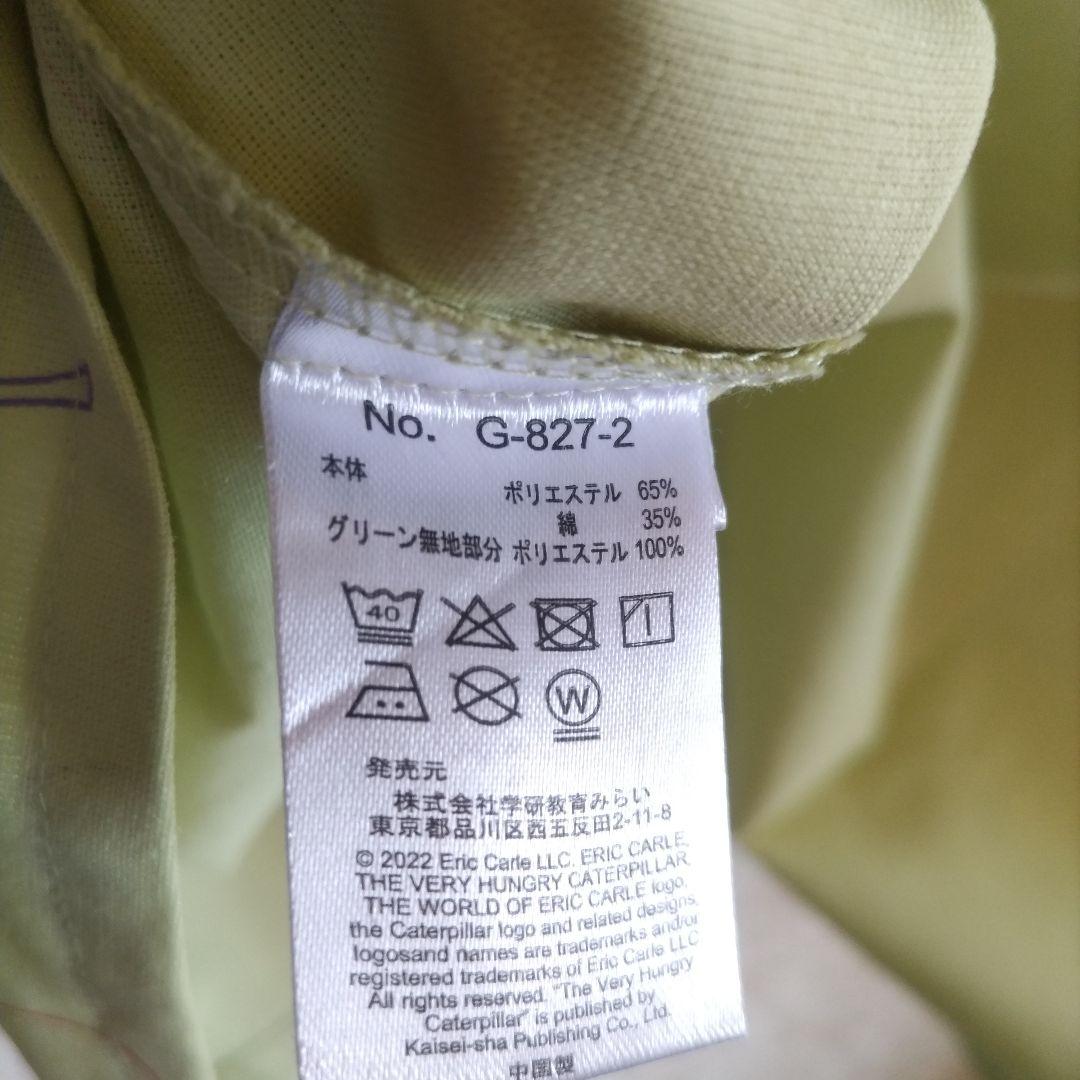 No. G-827-2
本体
ポリエステル 65%
綿 35%
グリーン無地部分 ポリエステル 100%
40
W
発売元
株式会社学研教育みらい
東京都品川区西五反田2-11-8
© 2022 Eric Carle LLC. ERIC CARLE,
THE VERY HUNGRY CATERPILLAR,
THE WORLD OF ERIC CARLE logo,
the Caterpillar logo and related designs,
logosand names are trademarks and/or
registered trademarks of Eric Carle LLC
All rights reserved. "The Very Hungry
Caterpillar" is published by
Kaisei-sha Publishing Co., Ltd.
中国製